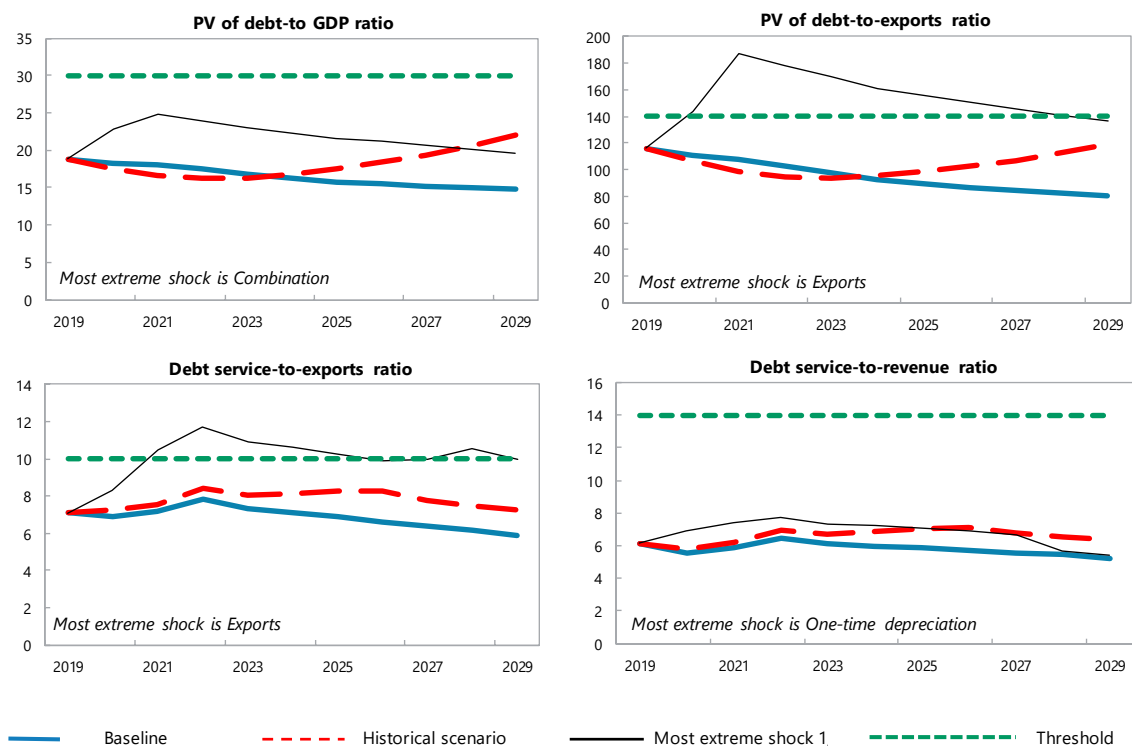 PV of debt-to GDP ratio
35
30
25
20
15
10
5
0
Most extreme shock is Combination
2019 2021 2023 2025 2027 2029
PV of debt-to-exports ratio
200
180
160
140
120
100
80
60
40
20
0
Most extreme shock is Exports
2019 2021 2023 2025 2027 2029
Debt service-to-exports ratio
14
12
10
8
6
4
2
0
Most extreme shock is Exports
2019 2021 2023 2025 2027 2029
Debt service-to-revenue ratio
16
14
12
10
8
6
4
2
0
Most extreme shock is One-time depreciation
2019 2021 2023 2025 2027 2029
Baseline Historical scenario Most extreme shock 1 Threshold